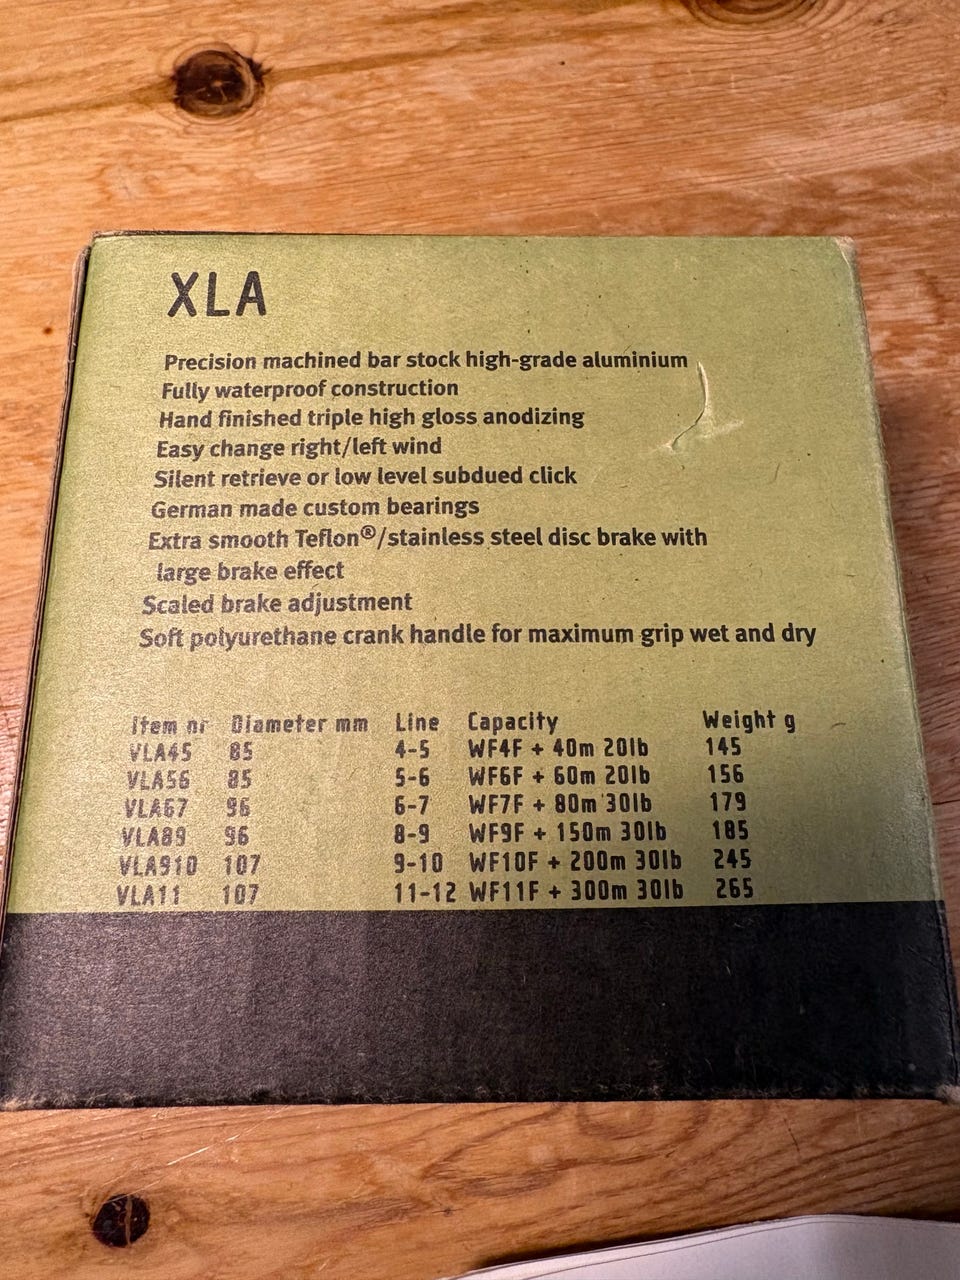 XLA
Precision machined bar stock high-grade aluminium
Fully waterproof construction
Hand finished triple high gloss anodizing
Easy change right/left wind
Silent retrieve or low level subdued click
German made custom bearings
Extra smooth Teflon®/stainless steel disc brake with
large brake effect
Scaled brake adjustment
Soft polyurethane crank handle for maximum grip wet and dry
Item nr Diameter mm Line Capacity Weight g
VLA45 85 4-5 WF4F + 40m 20lb 145
VLA56 85 5-6 WF6F + 60m 20lb 156
VLA67 96 6-7 WF7F + 80m 30lb 179
VLA89 96 8-9 WF9F + 150m 30lb 185
VLA910 107 9-10 WF10F + 200m 30lb 245
VLA11 107 11-12 WF11F + 300m 30lb 265